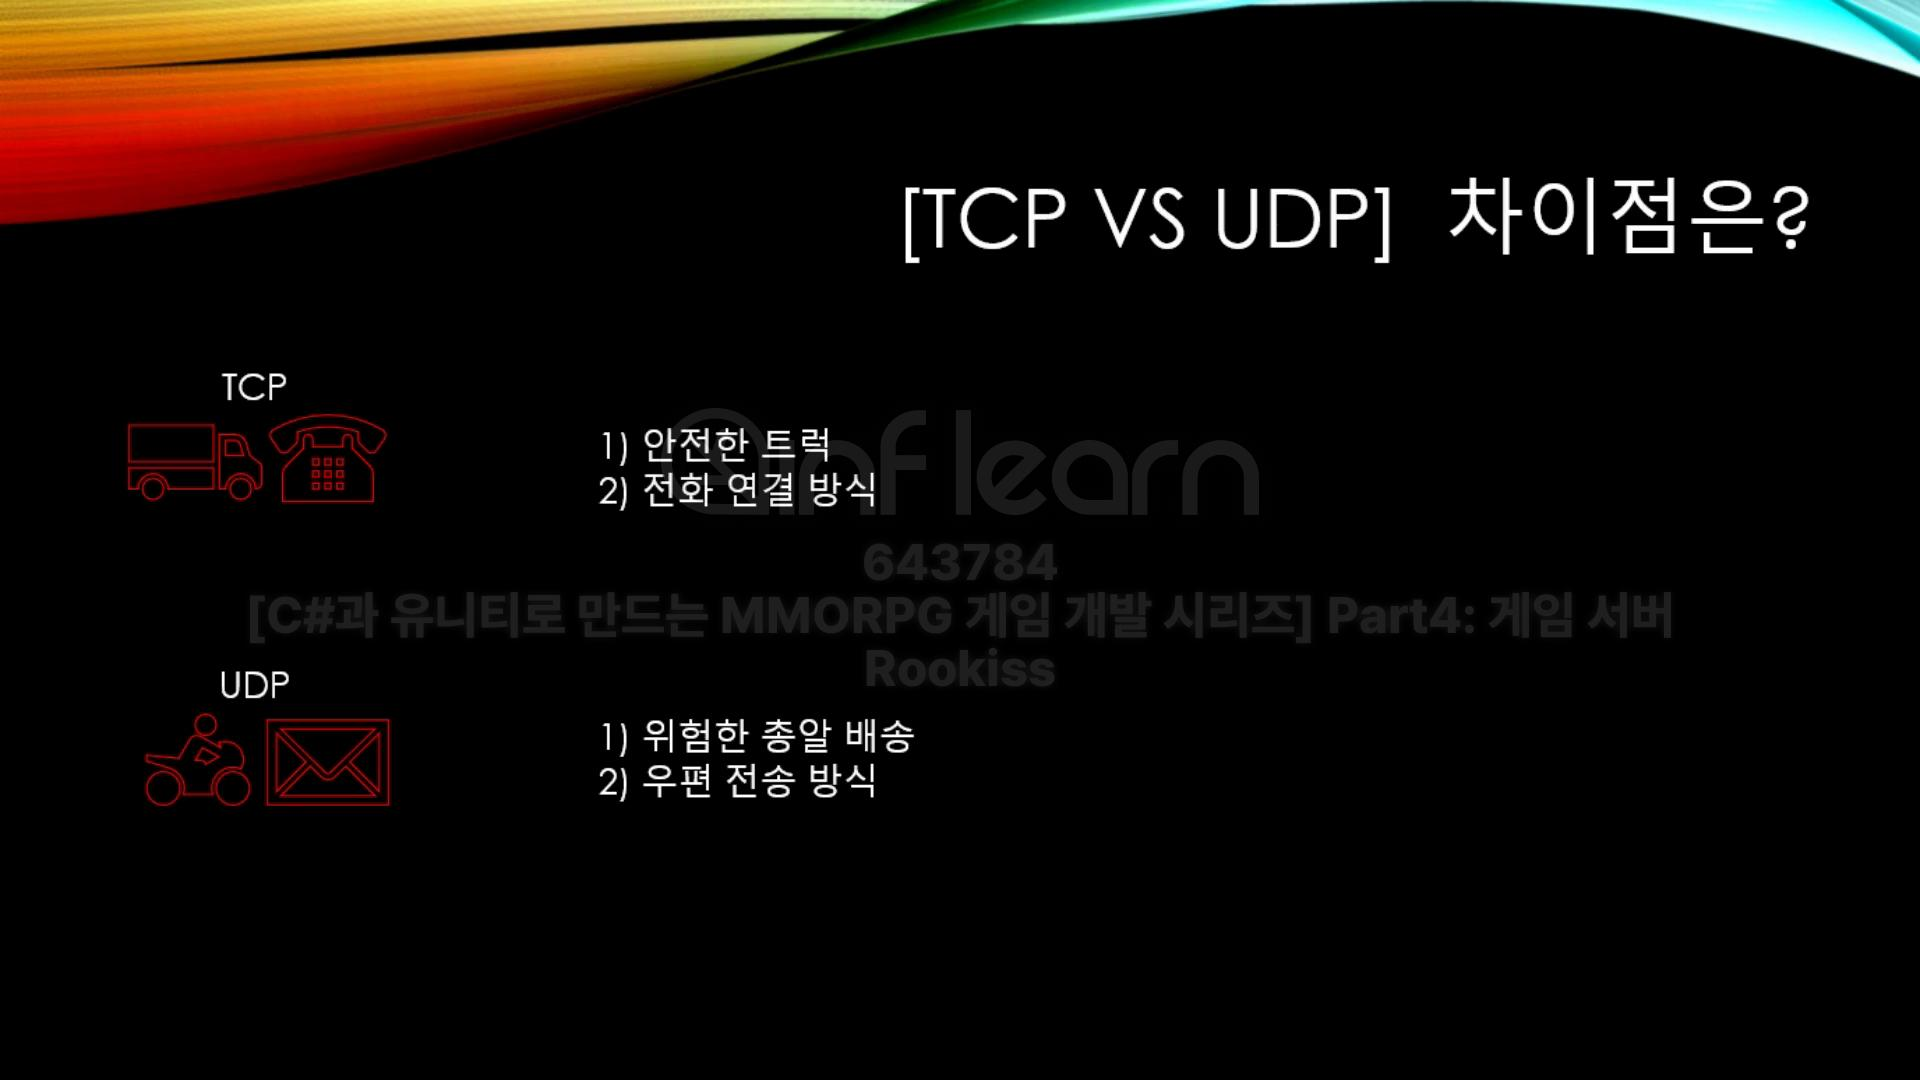 [TCP VS UDP] 차이점은?
TCP
1) 안전한 트럭
2) 전화 연결 방식
inflearn
643784
[C#과 유니티로 만드는 MMORPG 게임 개발 시리즈] Part4: 게임 서버
Rookiss
UDP
1) 위험한 총알 배송
2) 우편 전송 방식